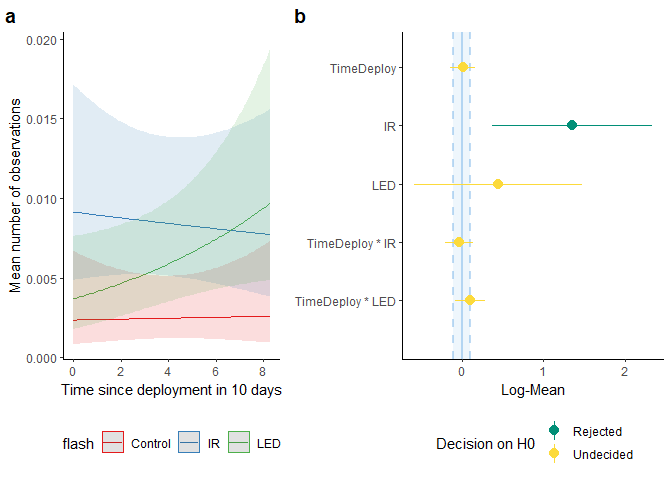 a
b
0.020
0.015
0.010
0.005
0.000
Mean number of observations
0 2 4 6 8
Time since deployment in 10 days
flash Control IR LED
TimeDeploy
IR
LED
TimeDeploy * IR
TimeDeploy * LED
0 1 2
Log-Mean
Decision on H0
Rejected
Undecided